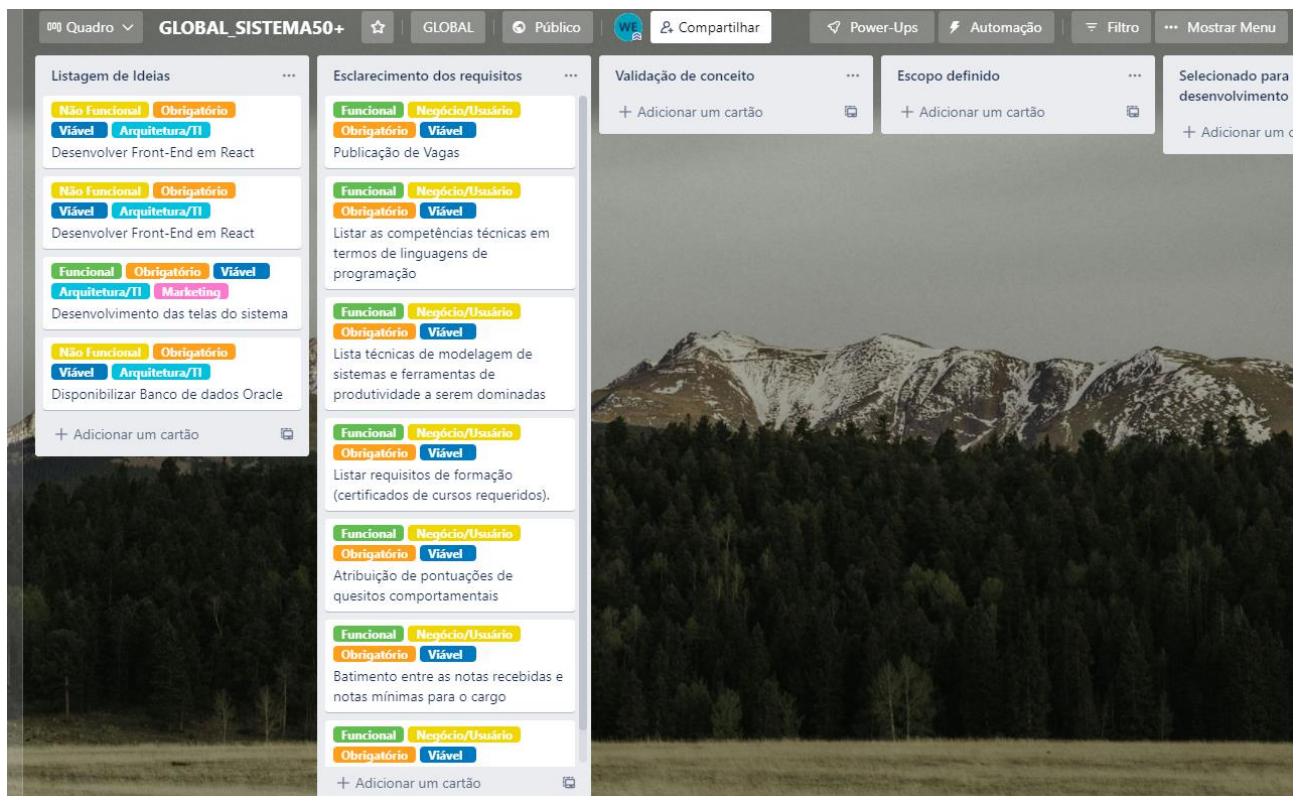 Quadro
GLOBAL_SISTEMA50+
GLOBAL
Público
WE
Compartilhar
Power-Ups
Automação
Filtro
Mostrar Menu
Listagem de Ideias
Não Funcional Obrigatório
Viável Arquitetura/TI
Desenvolver Front-End em React
Não Funcional Obrigatório
Viável Arquitetura/TI
Desenvolver Front-End em React
Funcional Obrigatório Viável
Arquitetura/TI Marketing
Desenvolvimento das telas do sistema
Não Funcional Obrigatório
Viável Arquitetura/TI
Disponibilizar Banco de dados Oracle
+ Adicionar um cartão
Esclarecimento dos requisitos
Funcional Negócio/Usuário
Obrigatório Viável
Publicação de Vagas
Funcional Negócio/Usuário
Obrigatório Viável
Listar as competências técnicas em
termos de linguagens de
programação
Funcional Negócio/Usuário
Obrigatório Viável
Lista técnicas de modelagem de
sistemas e ferramentas de
produtividade a serem dominadas
Funcional Negócio/Usuário
Obrigatório Viável
Listar requisitos de formação
(certificados de cursos requeridos).
Funcional Negócio/Usuário
Obrigatório Viável
Atribuição de pontuações de
quesitos comportamentais
Funcional Negócio/Usuário
Obrigatório Viável
Batimento entre as notas recebidas e
notas mínimas para o cargo
Funcional Negócio/Usuário
Obrigatório Viável
+ Adicionar um cartão
Validação de conceito
+ Adicionar um cartão
Escopo definido
+ Adicionar um cartão
Selecionado para
desenvolvimento
+ Adicionar um